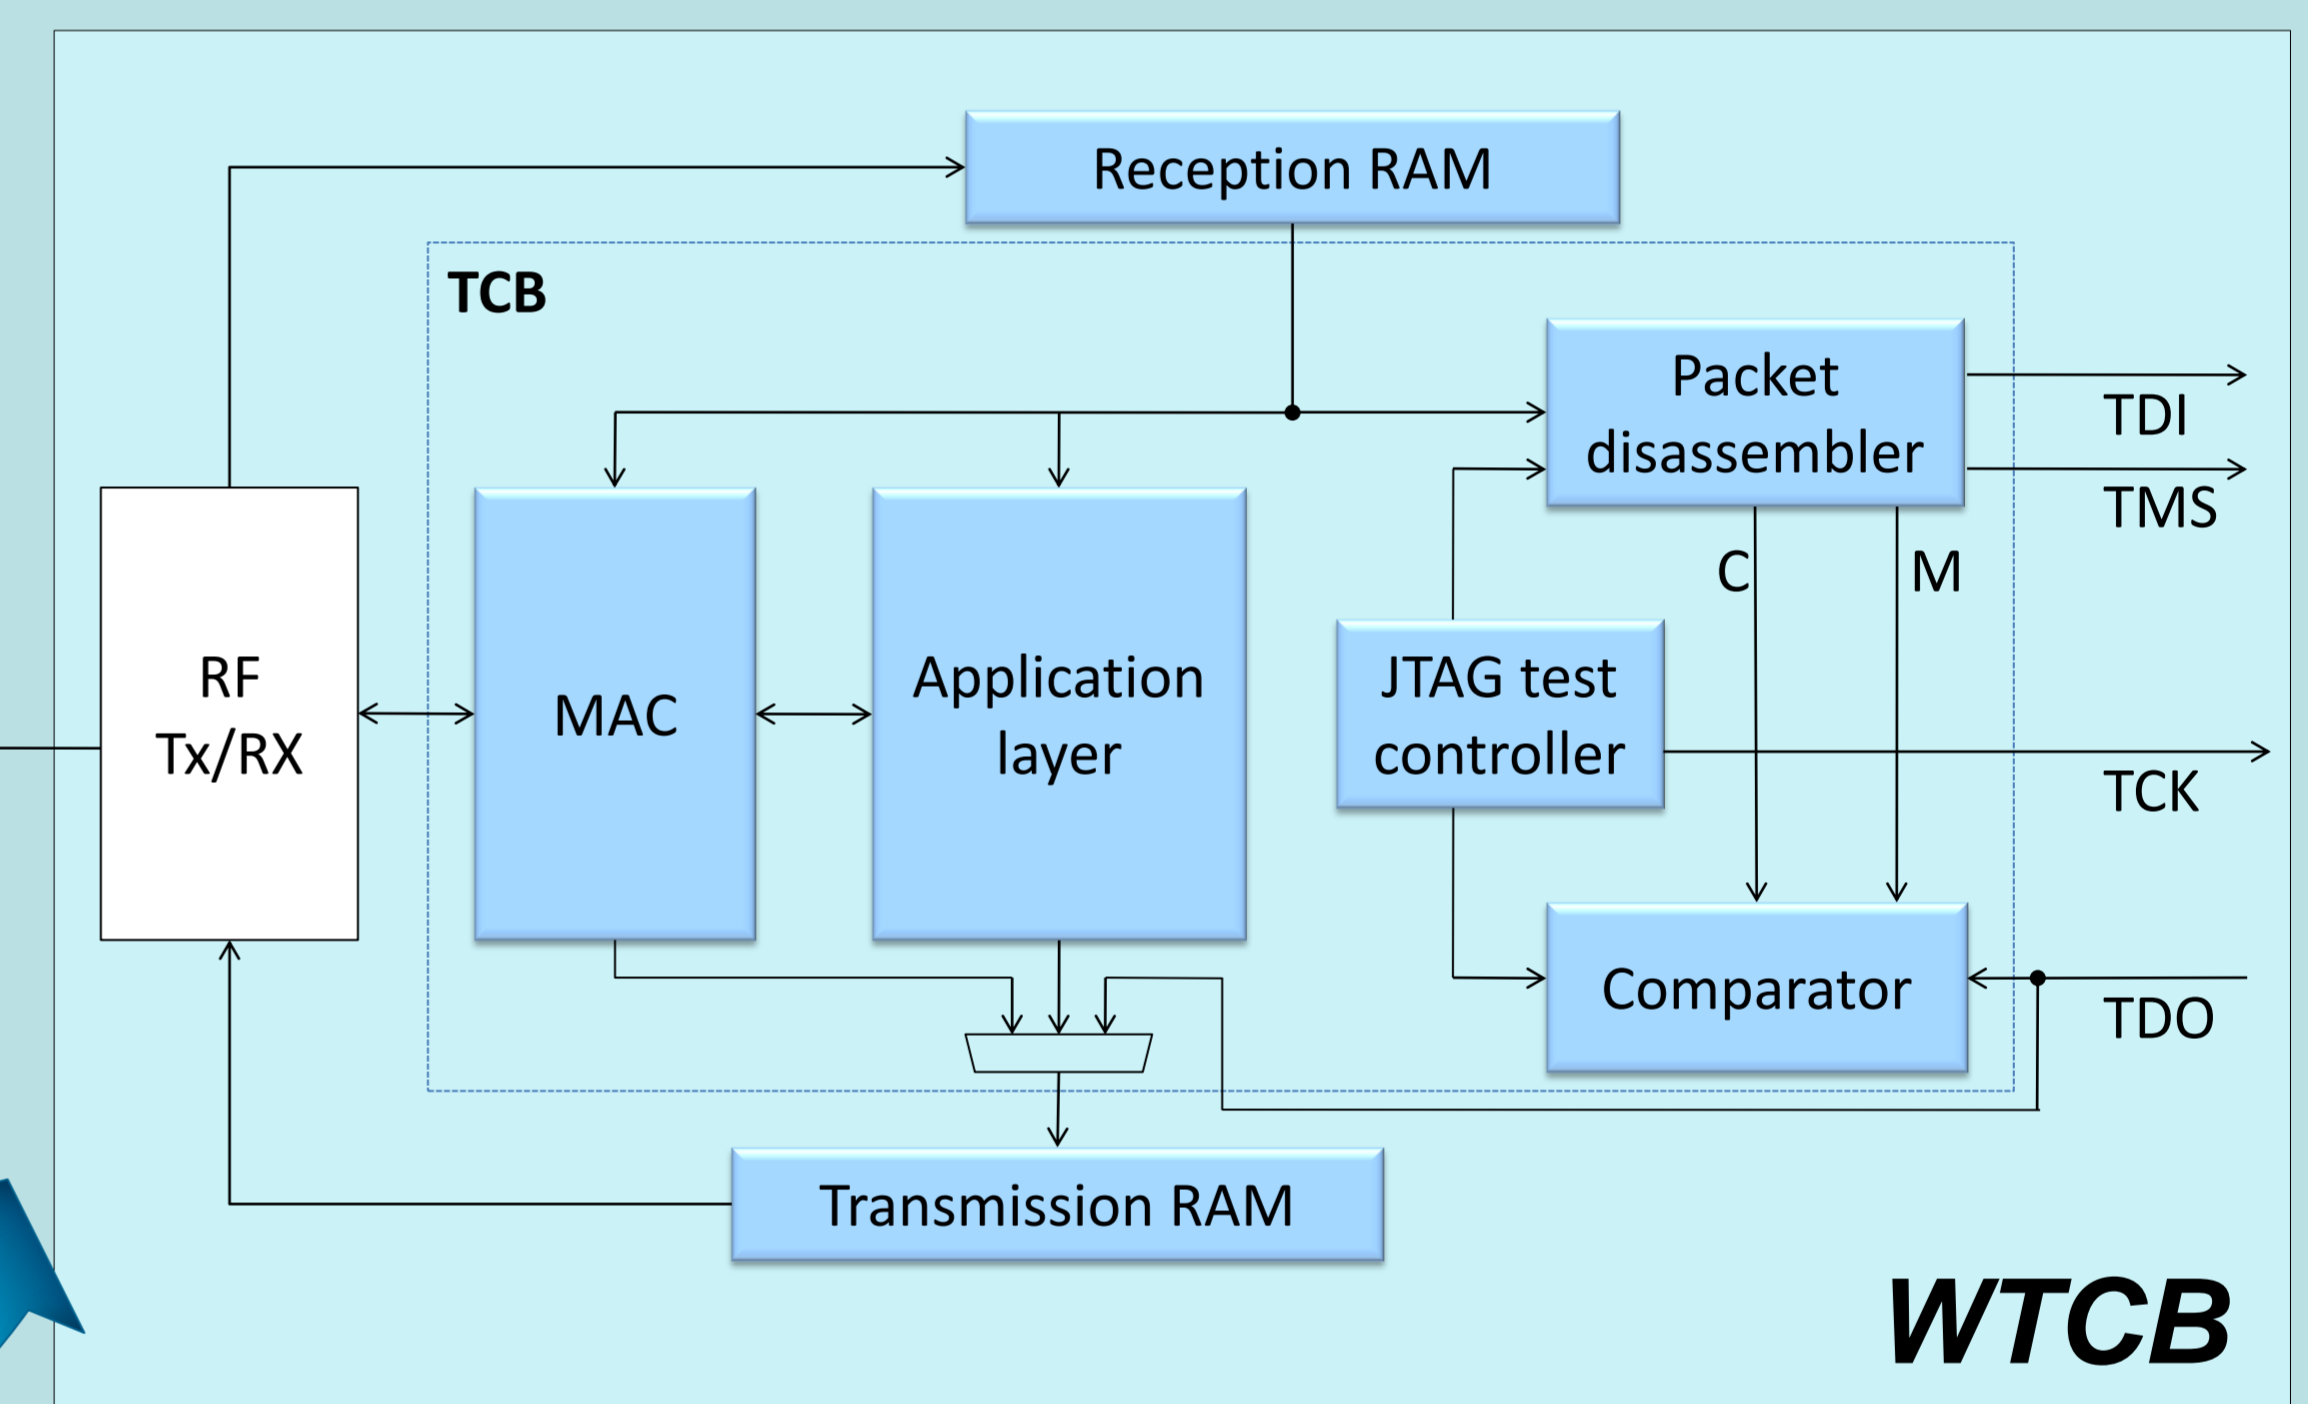 Reception RAM
TCB
Packet
disassembler
TDI
TMS
C
M
RF
Tx/RX
MAC
Application
layer
JTAG test
controller
TCK
Comparator
TDO
Transmission RAM
WTCB